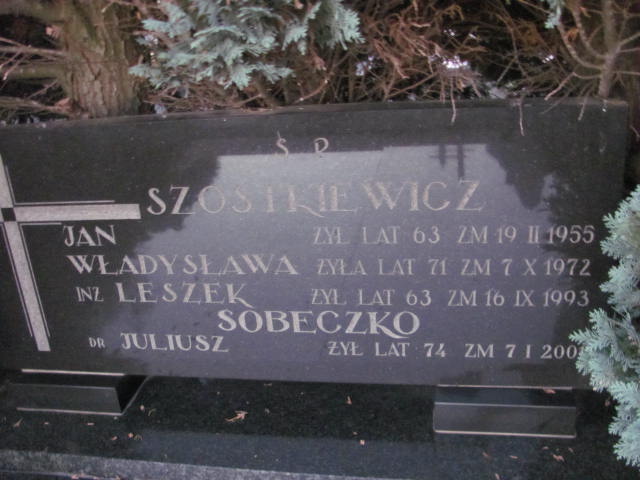 Ś P
SZOSTKIEWICZ
JAN ŻYŁ LAT 63 ZM 19 II 1955
WŁADYSŁAWA ŻYŁA LAT 71 ZM 7 X 1972
INŻ LESZEK ŻYŁ LAT 63 ZM 16 IX 1993
SOBECZKO
DR JULIUSZ ŻYŁ LAT 74 ZM 7 I